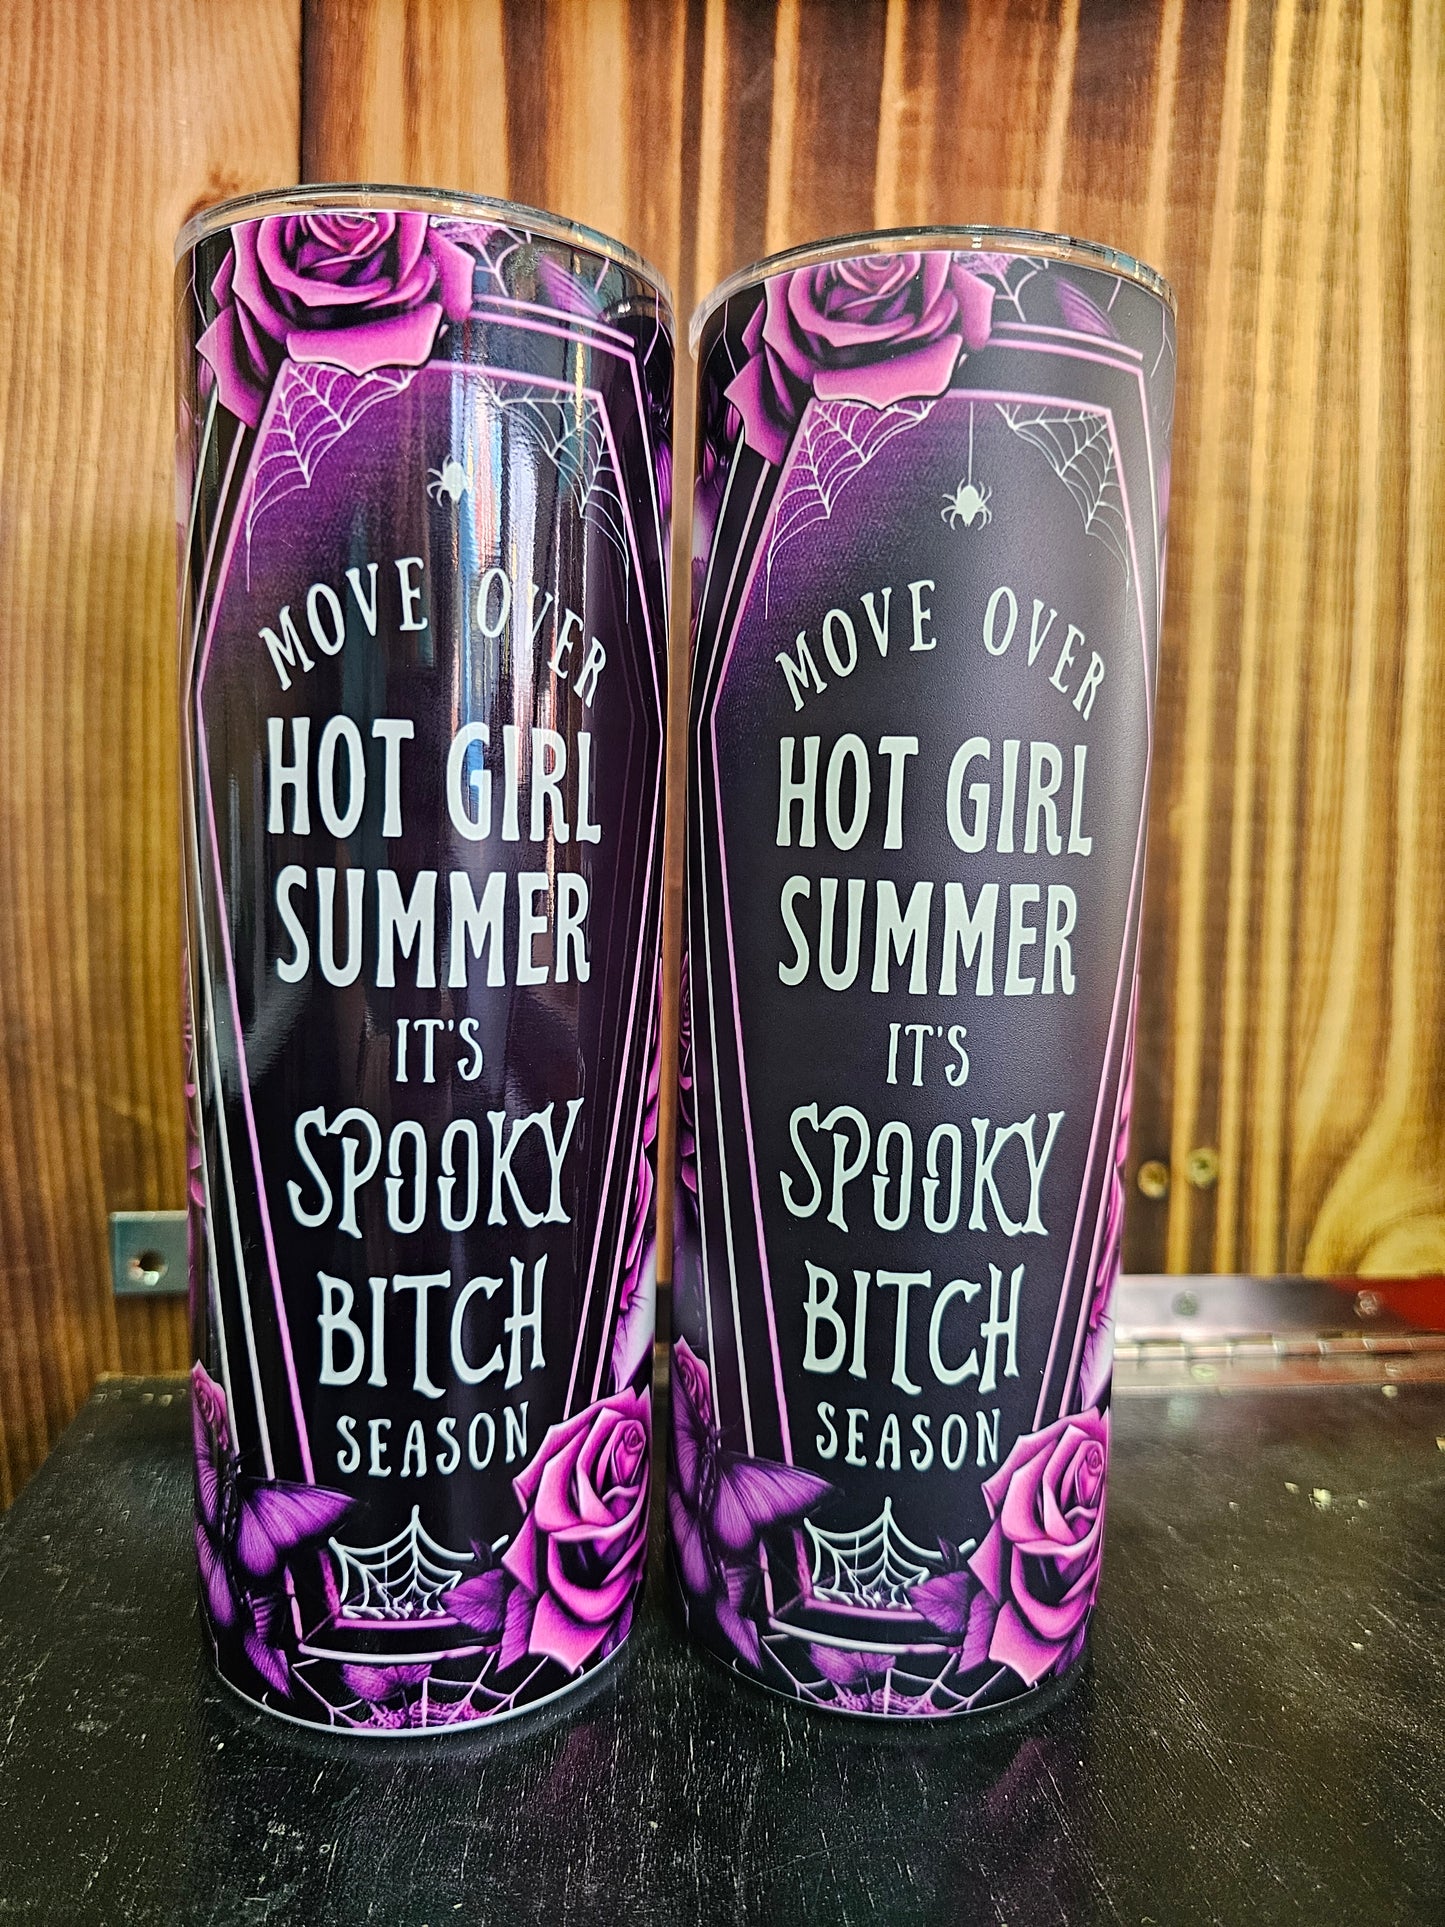 MOVE OVER
HOT GIRL
SUMMER
IT'S
SPOOKY
BITCH
SEASON
MOVE OVER
HOT GIRL
SUMMER
IT'S
SPOOKY
BITCH
SEASON